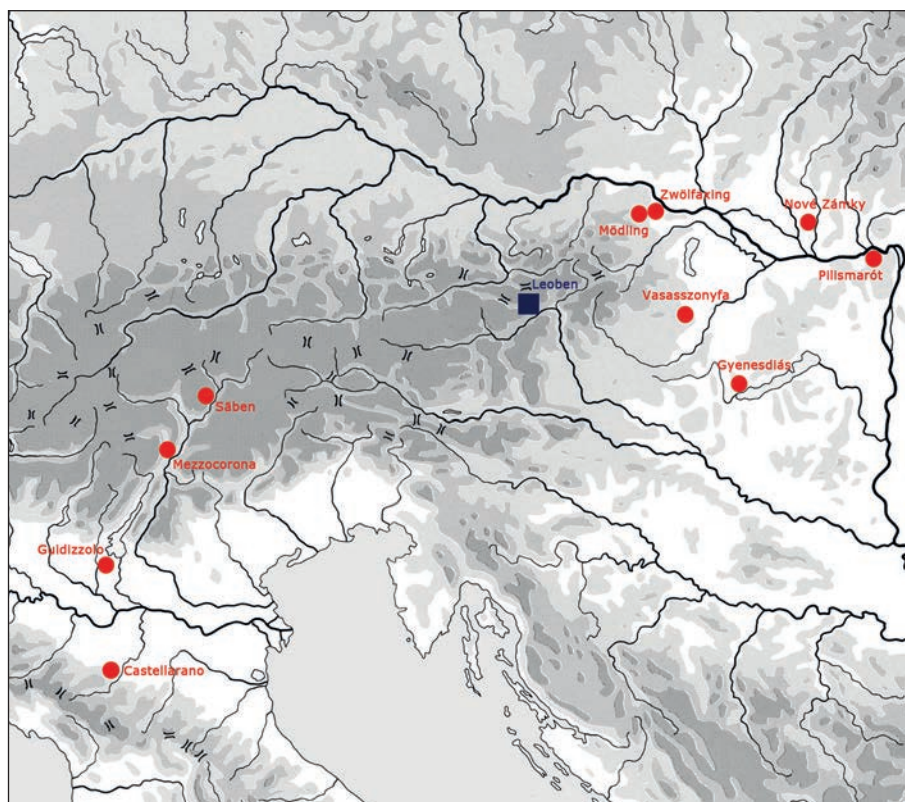 Zwölfaxing
Mödling
Nové Zámky
Pilismarót
Leoben
Vasasszonyfa
Gyenesdiás
Säben
Mezzocorona
Guidizzolo
Castellarano